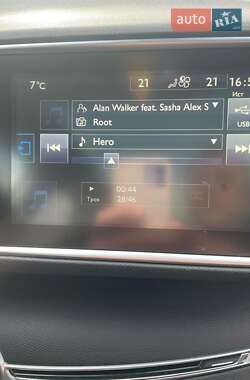 AUTO RIA
7°C 21 21 16:5
Alan Walker feat. Sasha Alex S
Ист
Root
USB
Hero
00:44
Трек 28/46